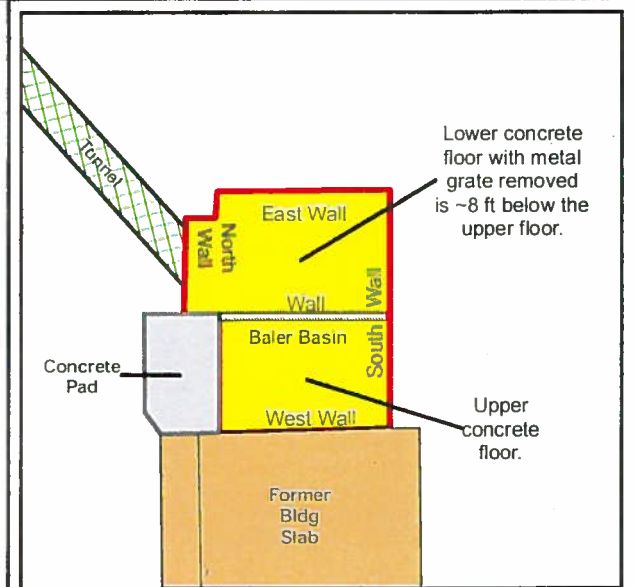 Tunnel
Lower concrete
floor with metal
grate removed
is ~8 ft below the
upper floor.
East Wall
North
Wall
Wall
South Wall
Baler Basin
Concrete
Pad
West Wall
Upper
concrete
floor.
Former
Bldg
Slab